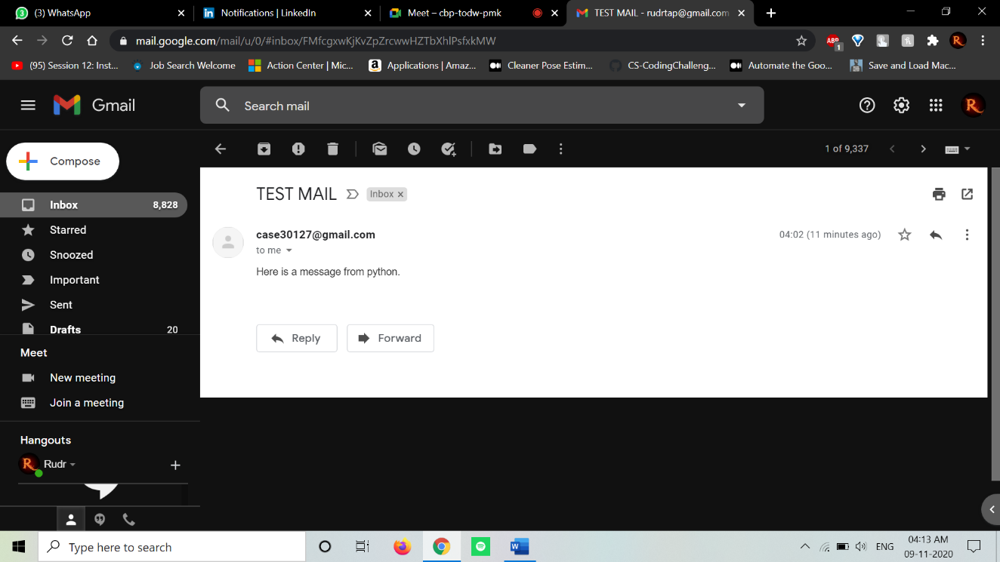 (3) WhatsApp
Notifications | LinkedIn
Meet – cbp-todw-pmk
TEST MAIL - rudrtap@gmail.com
mail.google.com/mail/u/0/#inbox/FMfcgxwKjKvZpZrcwwHZTbXhlPsfxkMW
ABP
1
(95) Session 12: Inst...
Job Search Welcome
Action Center | Mic...
Applications | Amaz...
Cleaner Pose Estim...
CS-CodingChalleng...
Automate the Goo...
Save and Load Mac...
Gmail
Search mail
Compose
1 of 9,337
Inbox 8,828
Starred
Snoozed
Important
Sent
Drafts 20
Meet
New meeting
Join a meeting
Hangouts
Rudr
TEST MAIL
Inbox ×
case30127@gmail.com
04:02 (11 minutes ago)
to me
Here is a message from python.
Reply
Forward
Type here to search
ENG
04:13 AM
09-11-2020